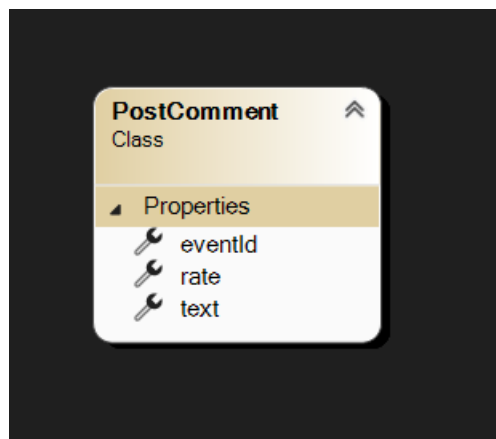 PostComment
Class
Properties
eventId
rate
text